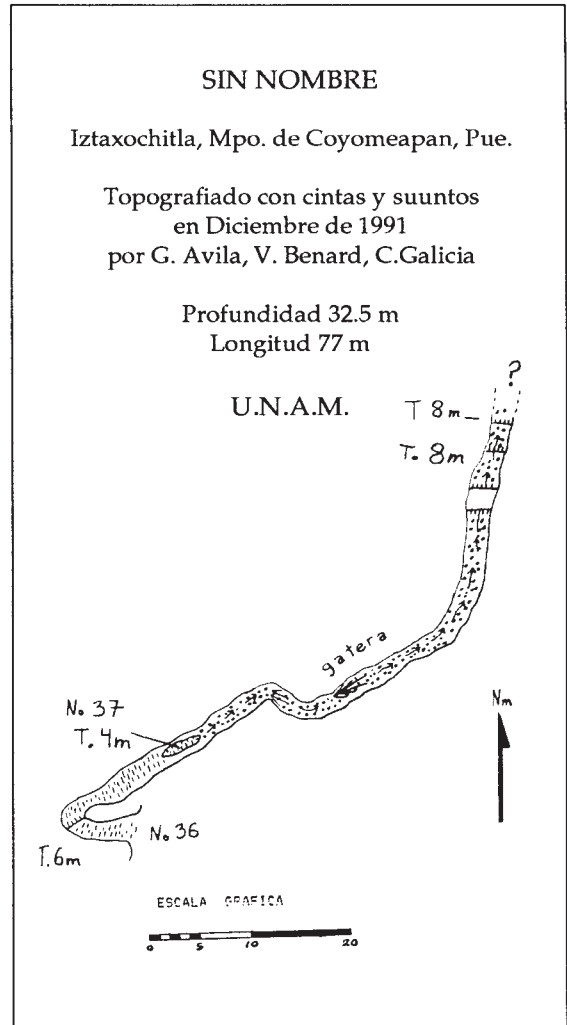 SIN NOMBRE
Iztaxochitla, Mpo. de Coyomeapan, Pue.
Topografiado con cintas y suuntos
en Diciembre de 1991
por G. Avila, V. Benard, C.Galicia
Profundidad 32.5 m
Longitud 77 m
U.N.A.M.
?
T 8m
T. 8m
gatera
Nm
No 37
T. 4m
No 36
T. 6m
ESCALA GRAFICA
0 5 10 20